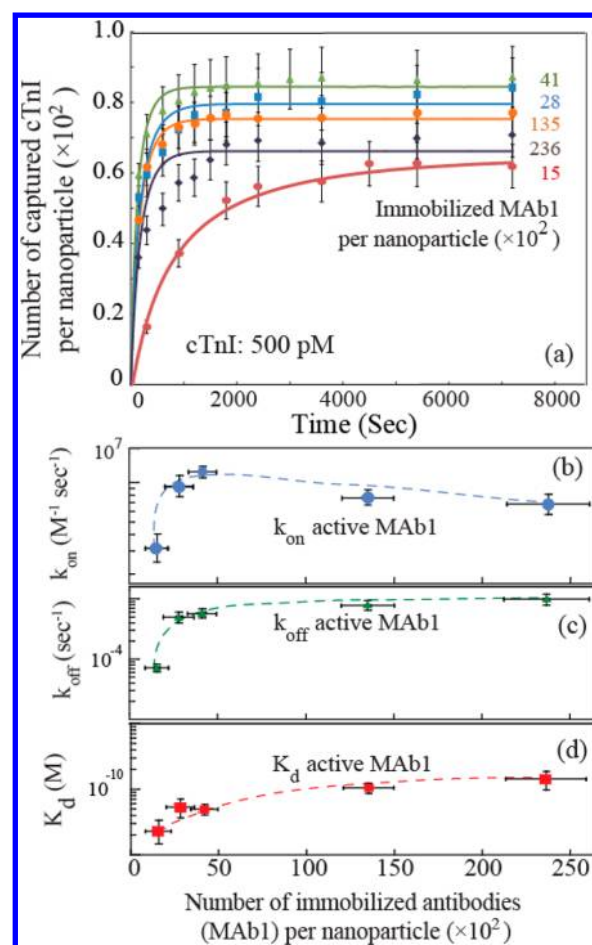 Number of captured cTnI
per nanoparticle (×10²)
1.0
0.8
0.6
0.4
0.2
0
41
28
135
236
15
Immobilized MAb1
per nanoparticle (×10²)
cTnI: 500 pM
(a)
0
2000
4000
6000
8000
Time (Sec)
k_on (M⁻¹ sec⁻¹)
10⁷
(b)
k_on active MAb1
k_off (sec⁻¹)
10⁻⁴
(c)
k_off active MAb1
K_d (M)
10⁻¹⁰
(d)
K_d active MAb1
0
50
100
150
200
250
Number of immobilized antibodies
(MAb1) per nanoparticle (×10²)